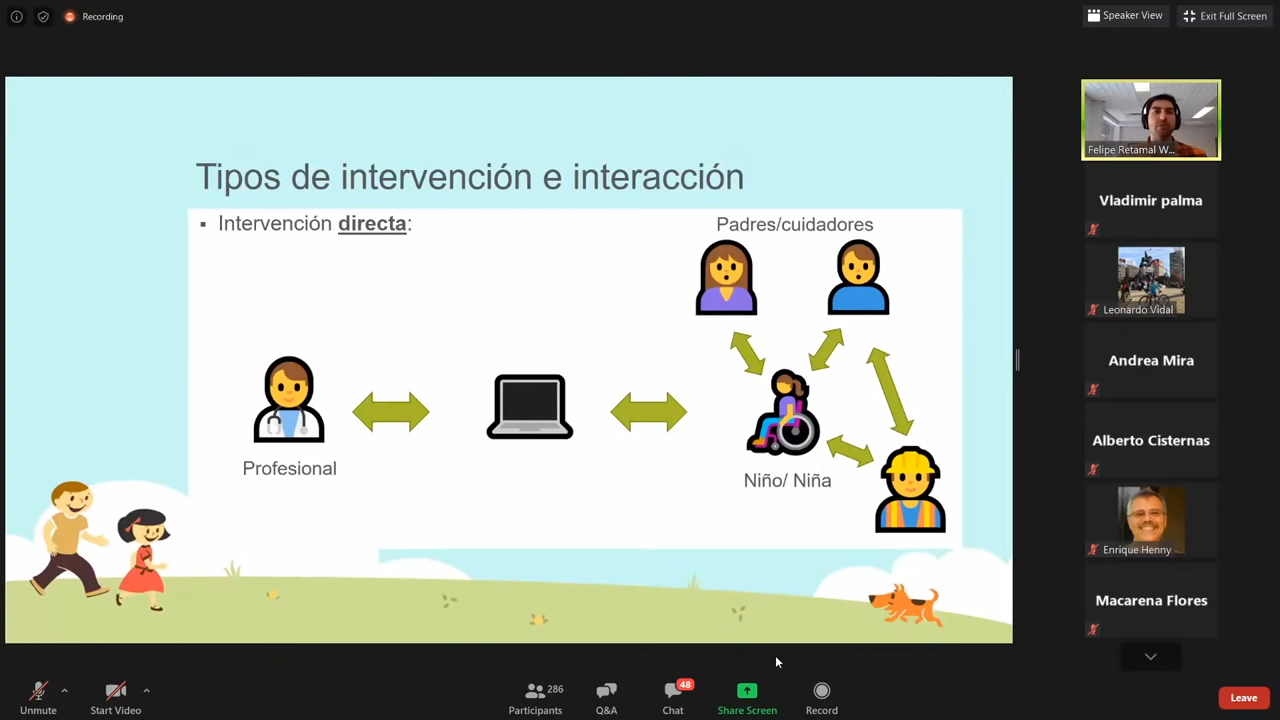 Recording
Speaker View
Exit Full Screen
Tipos de intervención e interacción
▪ Intervención directa:
Padres/cuidadores
Profesional
Niño/ Niña
Felipe Retamal W...
Vladimir palma
Leonardo Vidal
Andrea Mira
Alberto Cisternas
Enrique Henny
Macarena Flores
Unmute
Start Video
286
Participants
Q&A
48
Chat
Share Screen
Record
Leave